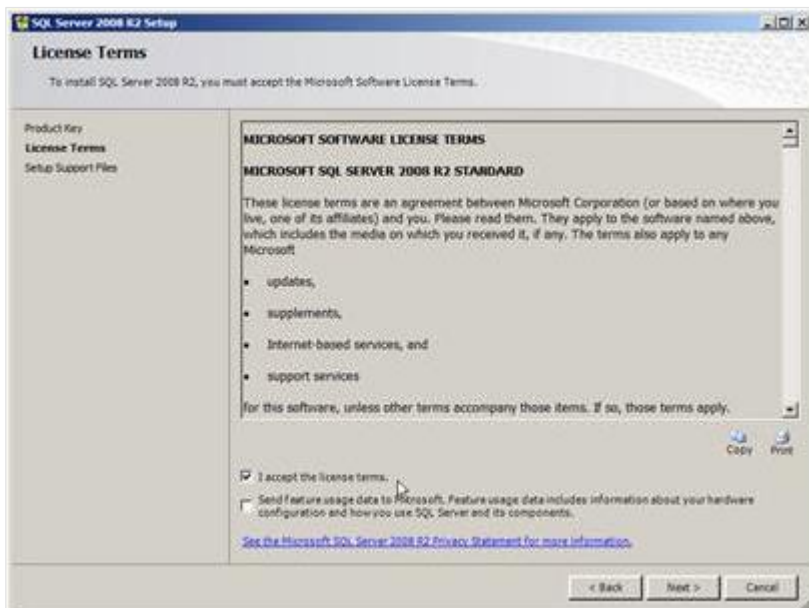 SQL Server 2008 R2 Setup
License Terms
To install SQL Server 2008 R2, you must accept the Microsoft Software License Terms.
Product Key
License Terms
Setup Support Files
MICROSOFT SOFTWARE LICENSE TERMS
MICROSOFT SQL SERVER 2008 R2 STANDARD
These license terms are an agreement between Microsoft Corporation (or based on where you
live, one of its affiliates) and you. Please read them. They apply to the software named above,
which includes the media on which you received it, if any. The terms also apply to any
Microsoft
• updates,
• supplements,
• Internet-based services, and
• support services
for this software, unless other terms accompany those items. If so, those terms apply.
Copy Print
I accept the license terms.
Send feature usage data to Microsoft. Feature usage data includes information about your hardware
configuration and how you use SQL Server and its components.
See the Microsoft SQL Server 2008 R2 Privacy Statement for more information.
< Back Next > Cancel